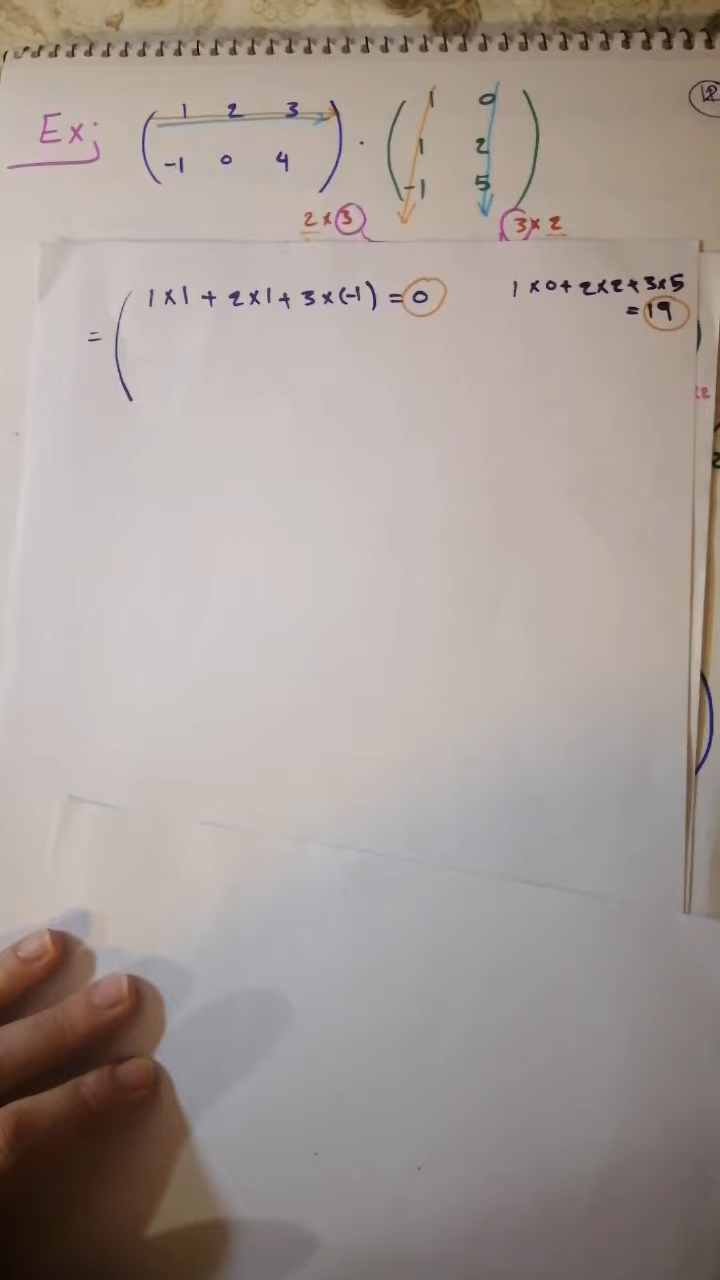 Ex; ( 1 2 3 ) . ( 1 0 )
-1 0 4 1 2
-1 5
2 x 3 3 x 2
= ( 1 x 1 + 2 x 1 + 3 x (-1) = 0 1 x 0 + 2 x 2 + 3 x 5
= 19